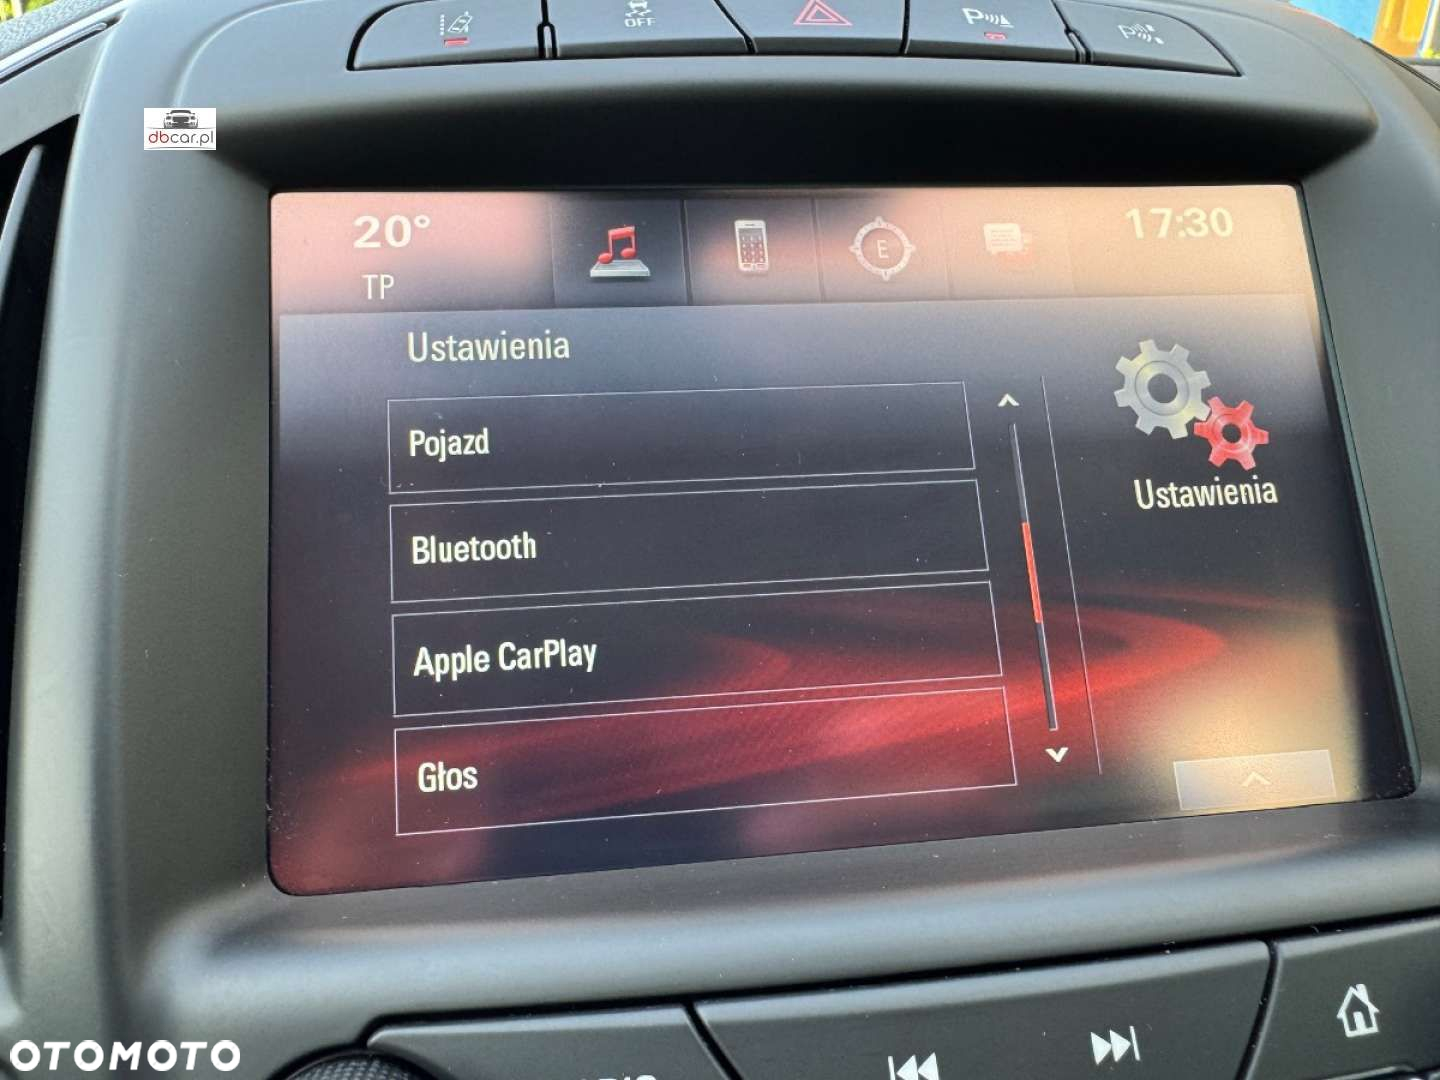 OFF
P
P
dbcar.pl
20°
17:30
TP
E
Ustawienia
Pojazd
Bluetooth
Apple CarPlay
Głos
Ustawienia
OTOMOTO